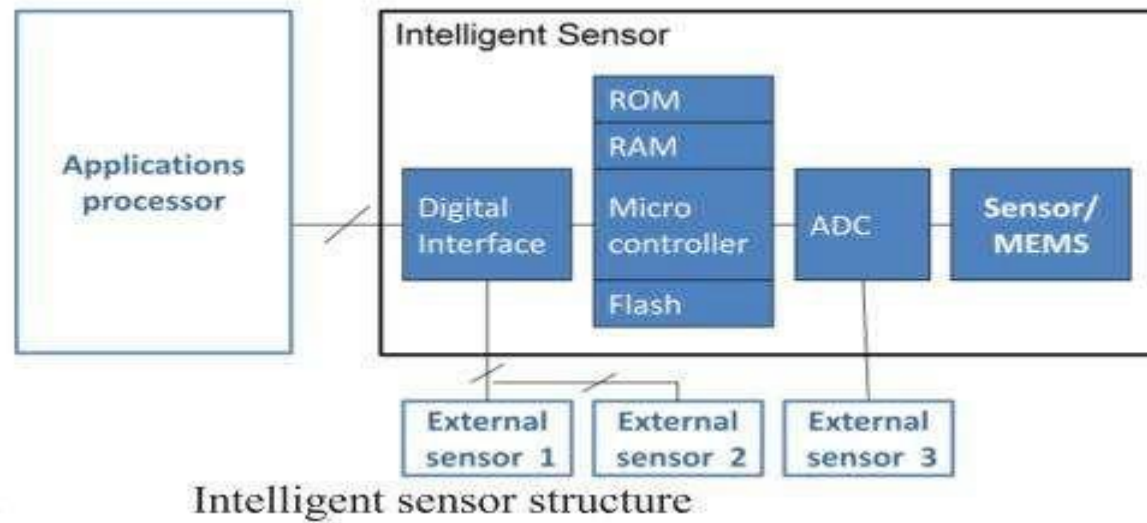 Intelligent Sensor
Applications
processor
ROM
RAM
Digital
Interface
Micro
controller
ADC
Sensor/
MEMS
Flash
External
sensor 1
External
sensor 2
External
sensor 3
Intelligent sensor structure